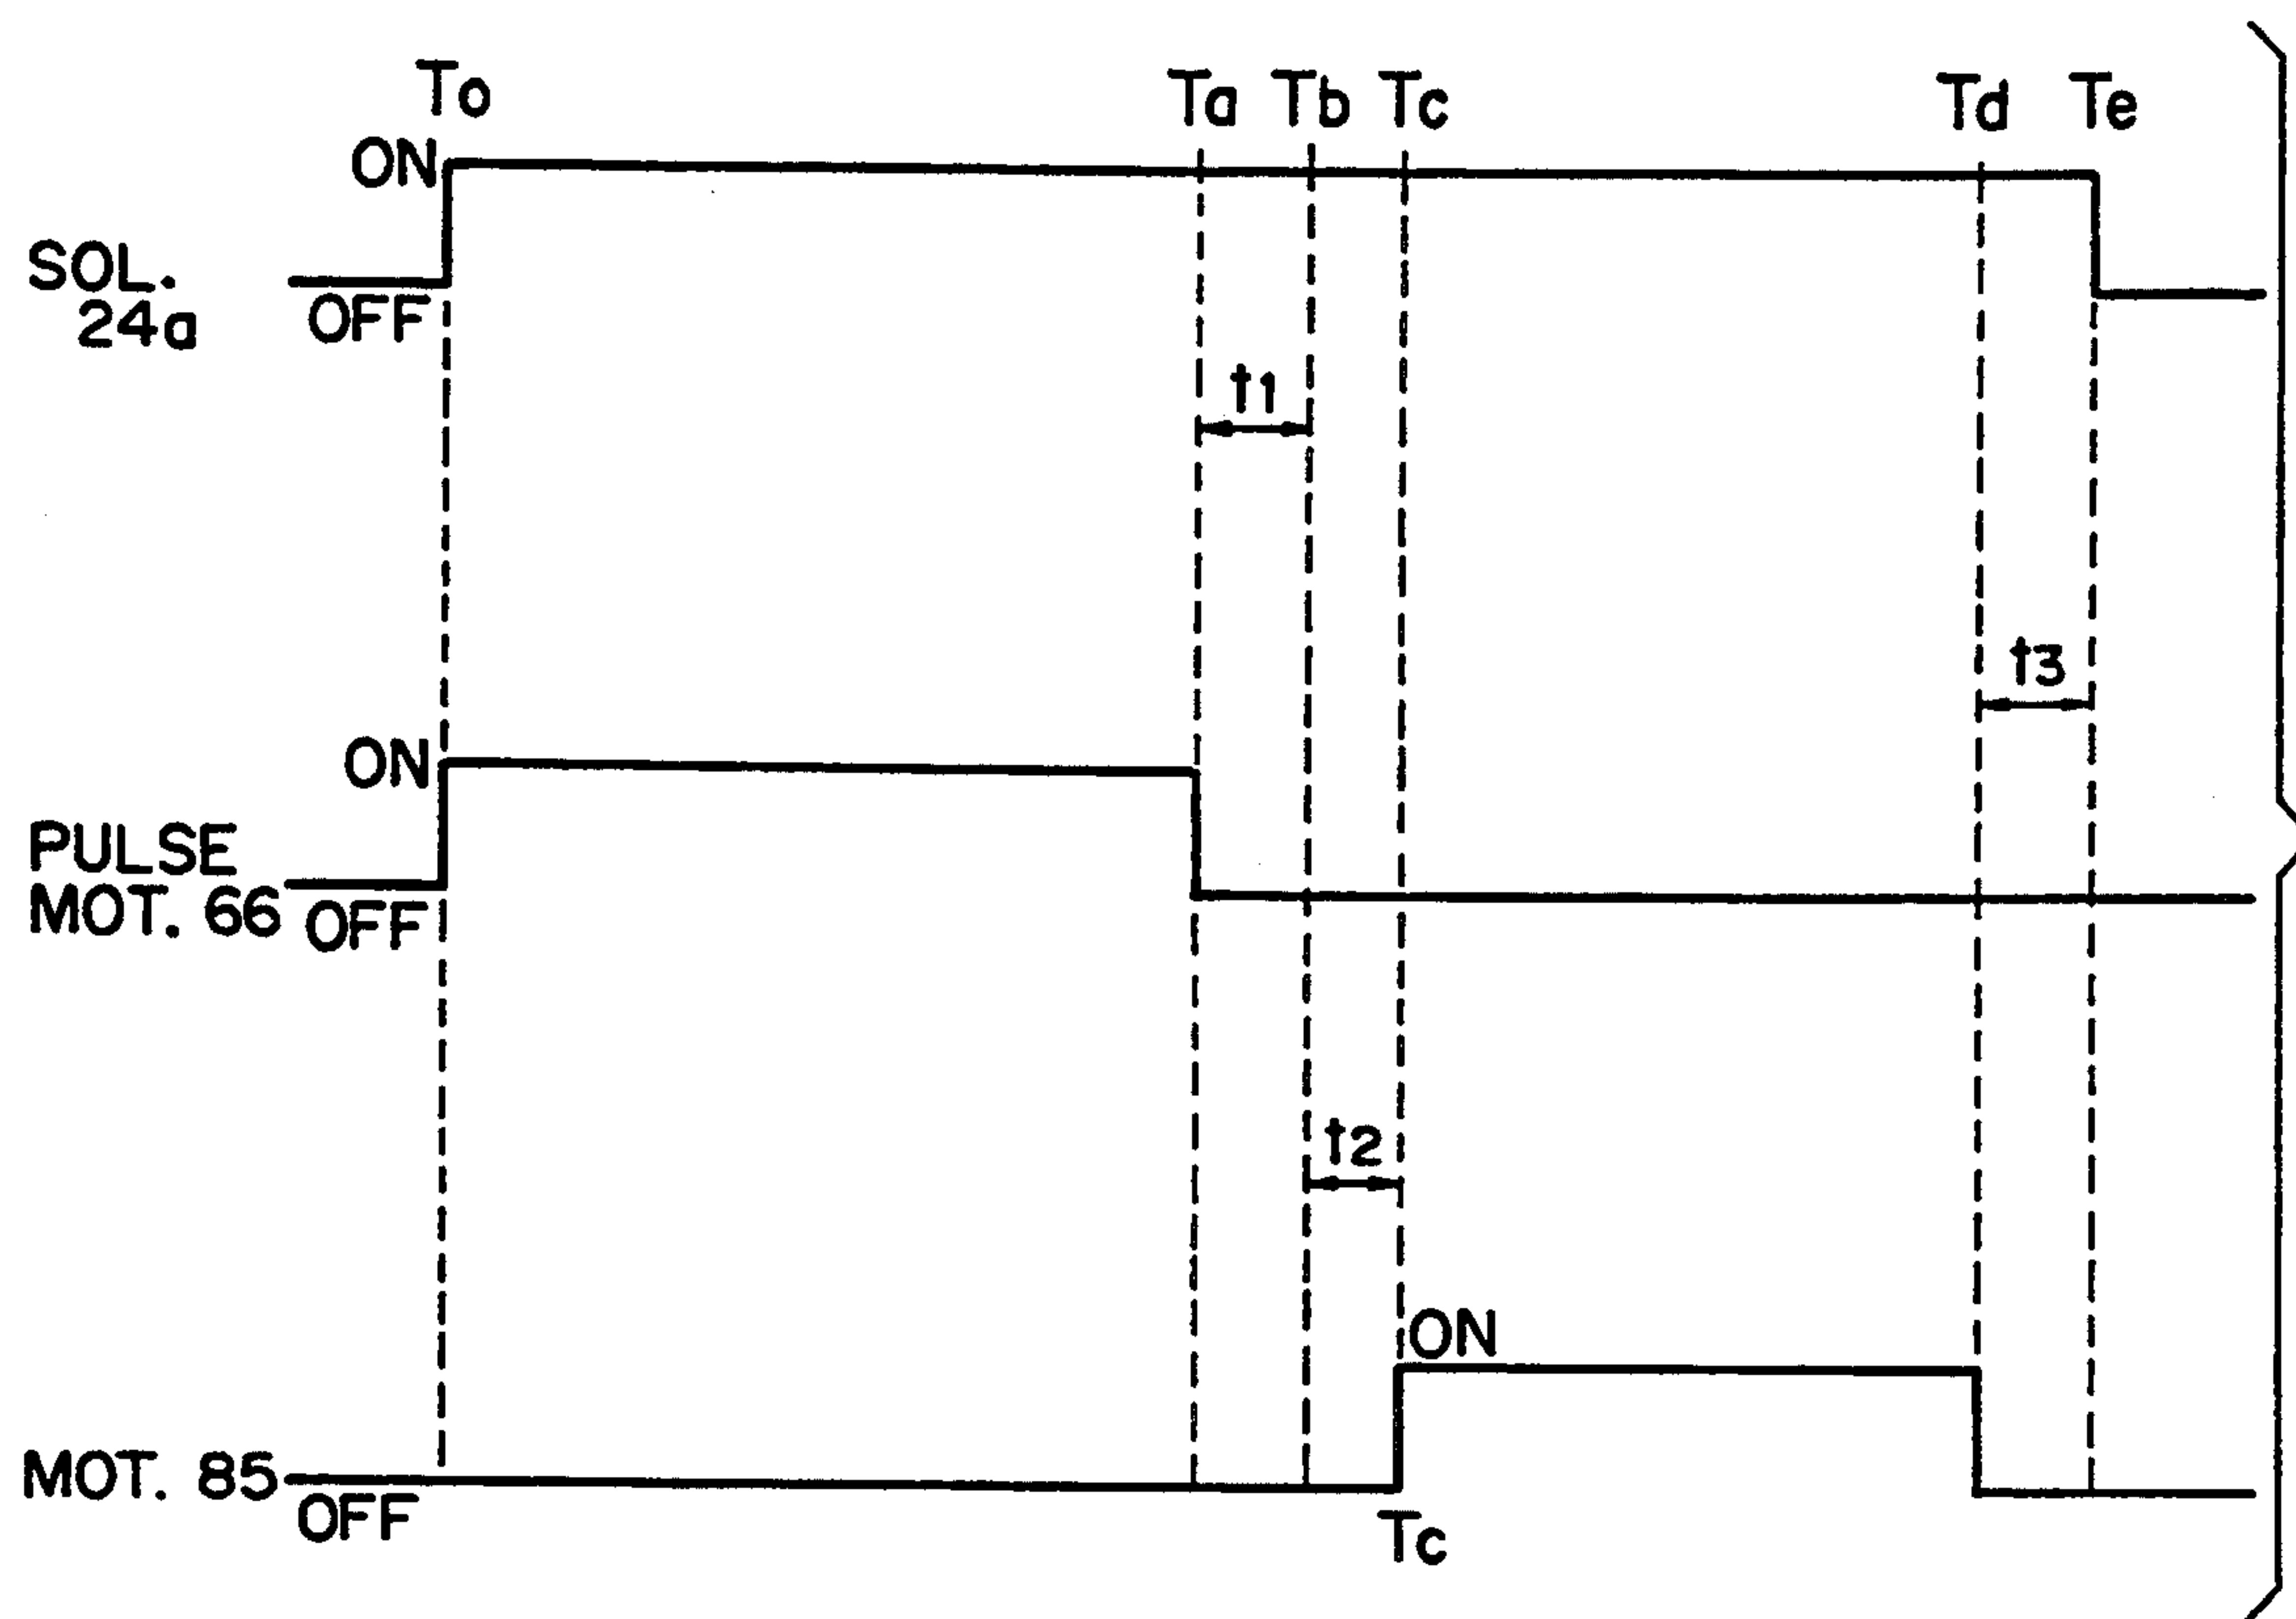 To Ta Tb Tc Td Te
ON
SOL.
24a
OFF
t1
t3
ON
PULSE
MOT. 66
OFF
t2
ON
MOT. 85
OFF
Tc